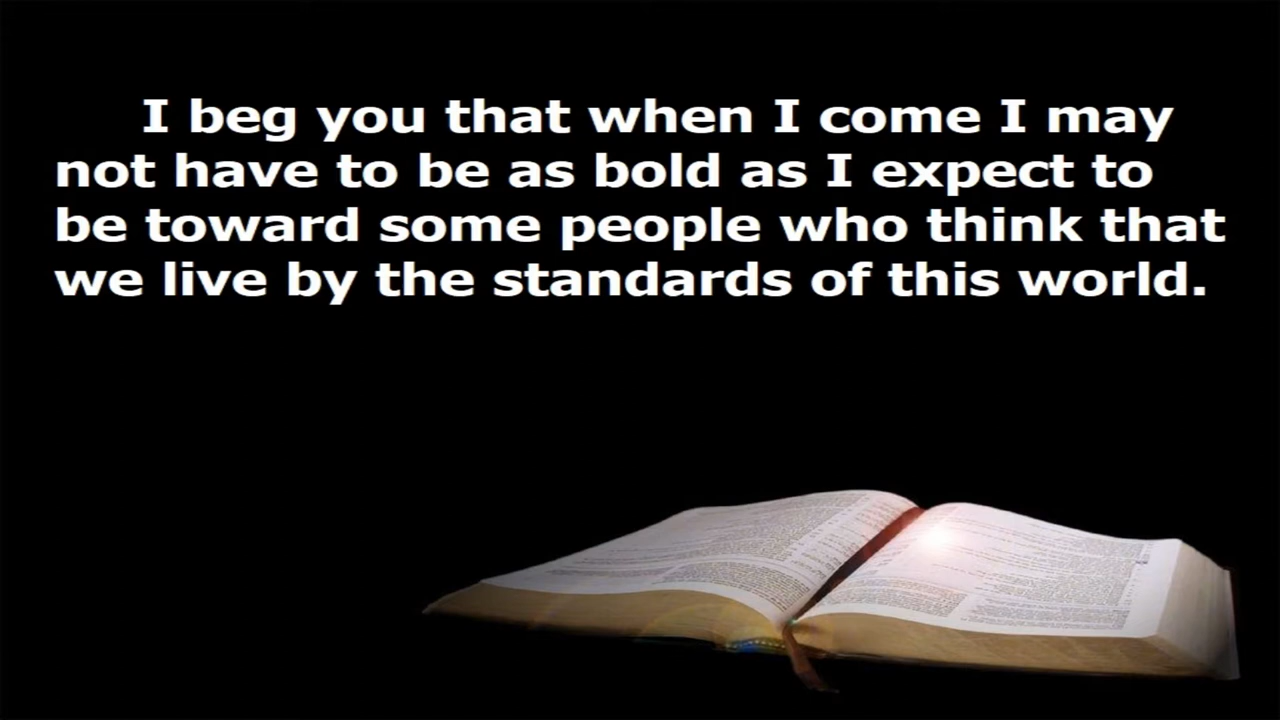 I beg you that when I come I may
not have to be as bold as I expect to
be toward some people who think that
we live by the standards of this world.